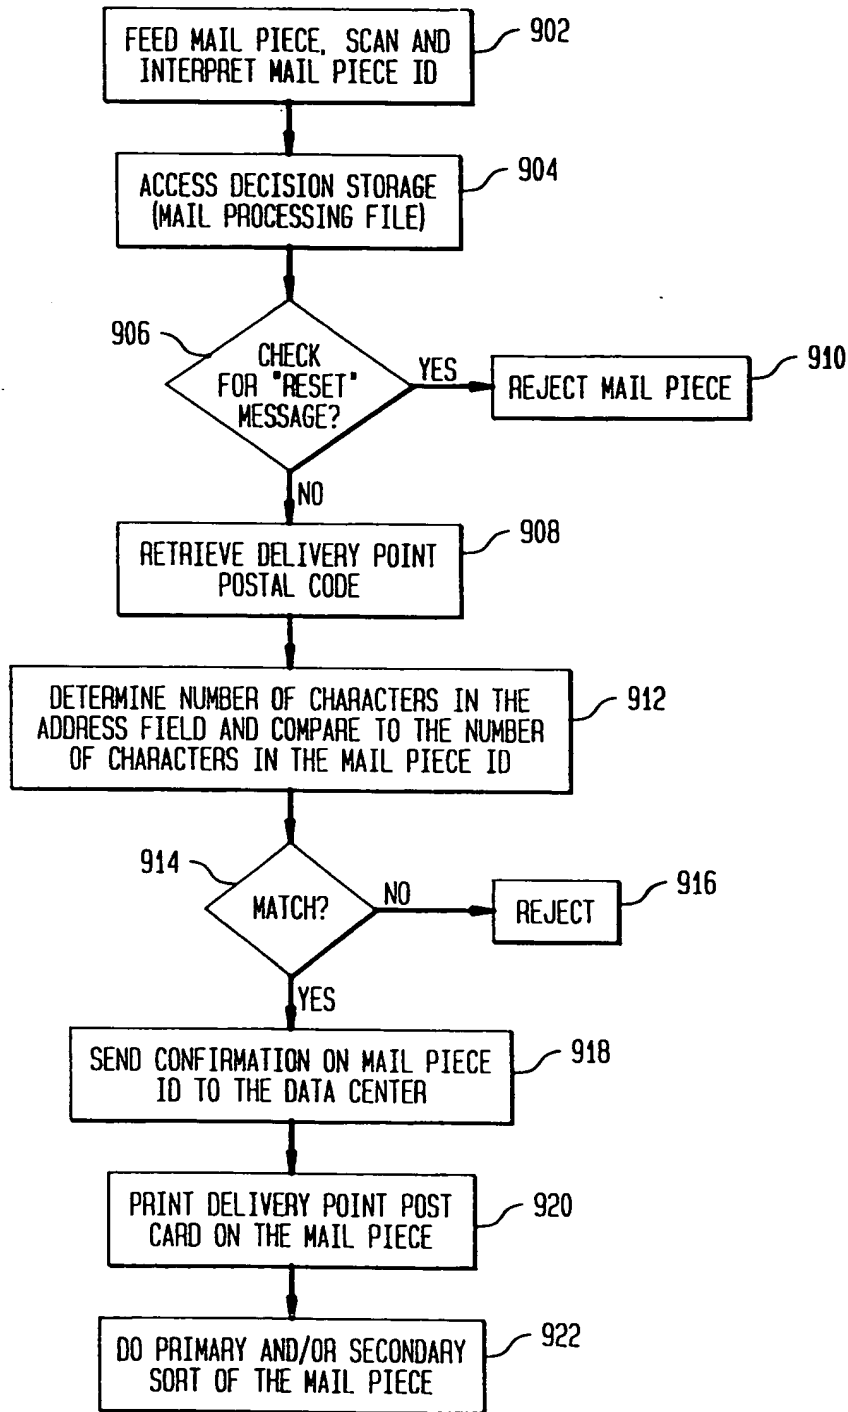 FEED MAIL PIECE, SCAN AND
INTERPRET MAIL PIECE ID
902
ACCESS DECISION STORAGE
(MAIL PROCESSING FILE)
904
906
CHECK
FOR "RESET"
MESSAGE?
YES
REJECT MAIL PIECE
910
NO
RETRIEVE DELIVERY POINT
POSTAL CODE
908
DETERMINE NUMBER OF CHARACTERS IN THE
ADDRESS FIELD AND COMPARE TO THE NUMBER
OF CHARACTERS IN THE MAIL PIECE ID
912
914
MATCH?
NO
REJECT
916
YES
SEND CONFIRMATION ON MAIL PIECE
ID TO THE DATA CENTER
918
PRINT DELIVERY POINT POST
CARD ON THE MAIL PIECE
920
DO PRIMARY AND/OR SECONDARY
SORT OF THE MAIL PIECE
922